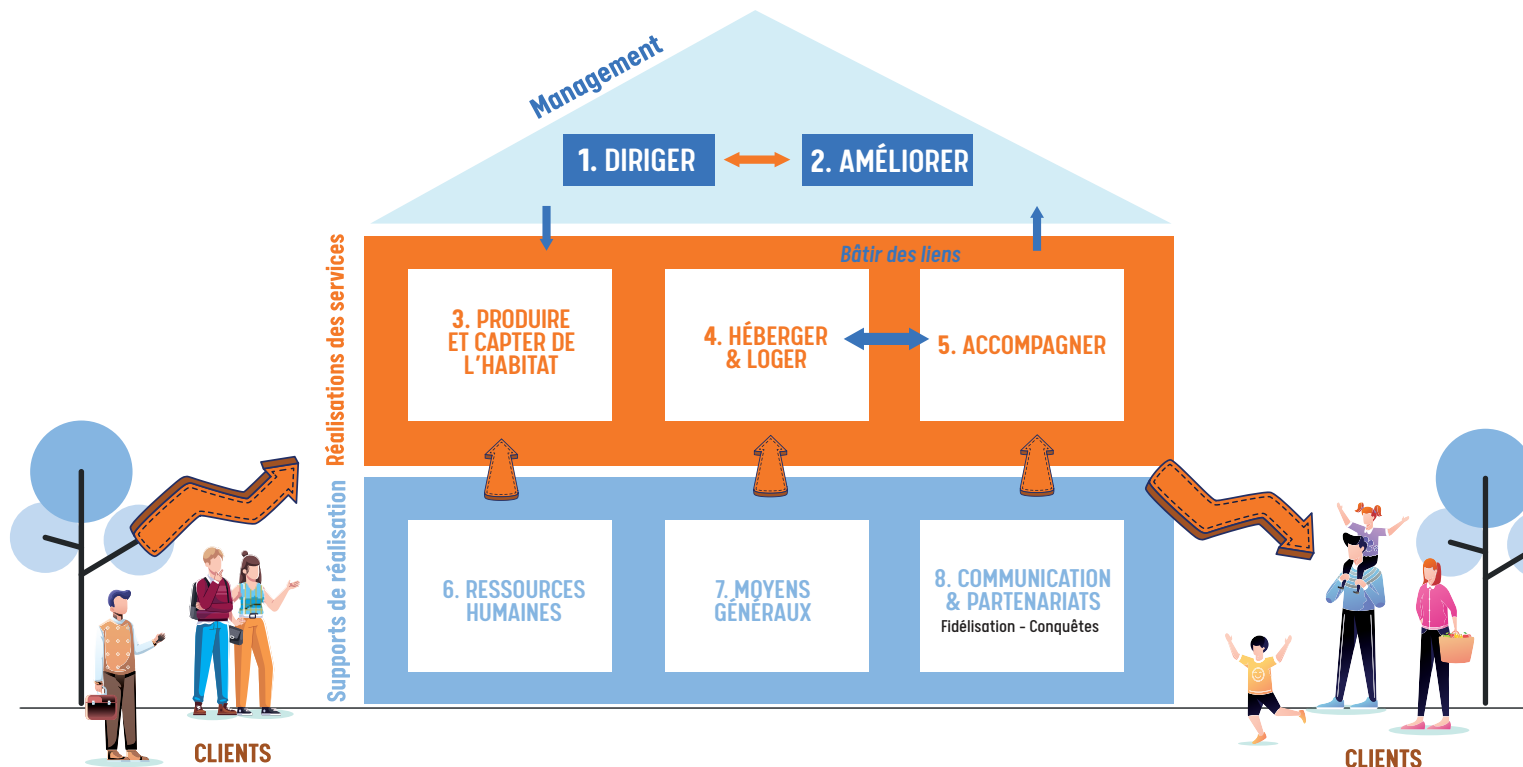 Management
1. DIRIGER
2. AMÉLIORER
Réalisations des services
Bâtir des liens
3. PRODUIRE
ET CAPTER DE
L'HABITAT
4. HÉBERGER
& LOGER
5. ACCOMPAGNER
Supports de réalisation
6. RESSOURCES
HUMAINES
7. MOYENS
GÉNÉRAUX
8. COMMUNICATION
& PARTENARIATS
Fidélisation - Conquêtes
CLIENTS
CLIENTS